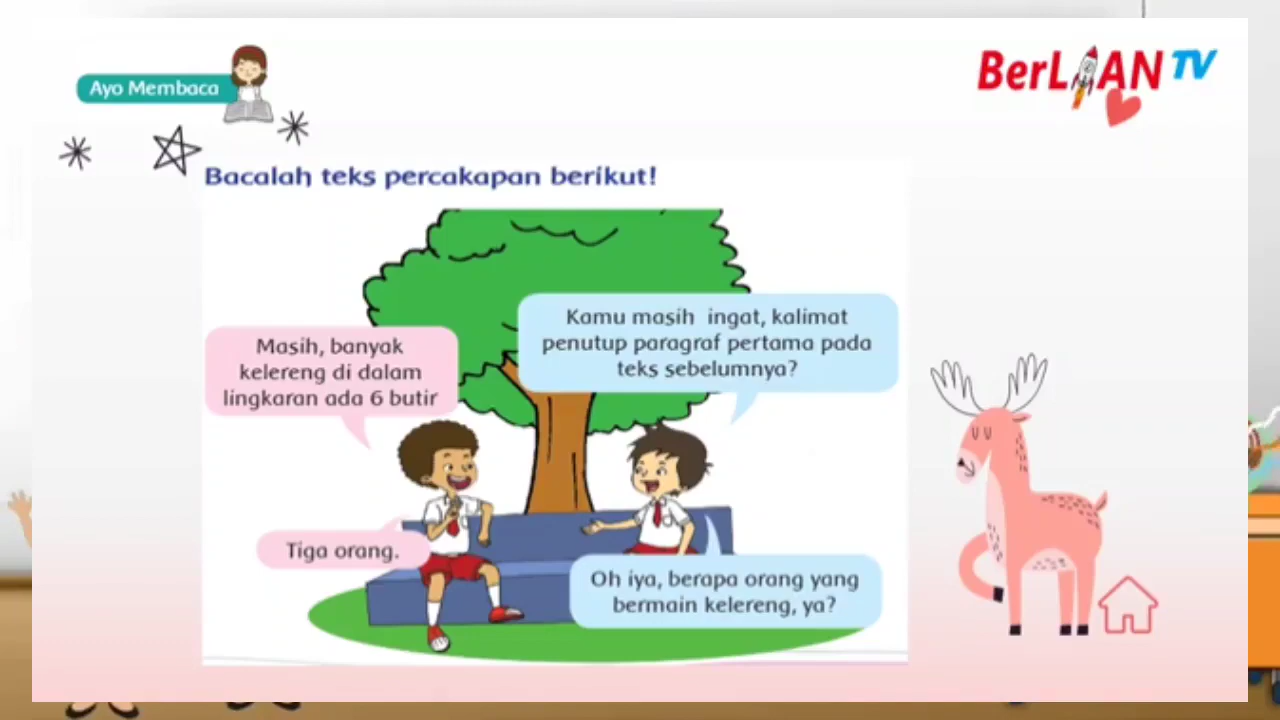 Ayo Membaca
BerLIAN TV
Bacalah teks percakapan berikut!
Kamu masih ingat, kalimat
penutup paragraf pertama pada
teks sebelumnya?
Masih, banyak
kelereng di dalam
lingkaran ada 6 butir
Oh iya, berapa orang yang
bermain kelereng, ya?
Tiga orang.